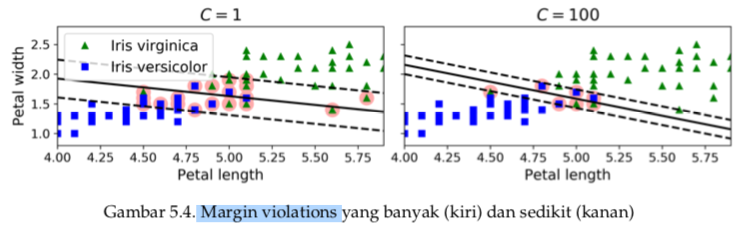 C = 1
C = 100
Iris virginica
Iris versicolor
Petal width
2.5
2.0
1.5
1.0
4.00 4.25 4.50 4.75 5.00 5.25 5.50 5.75
4.00 4.25 4.50 4.75 5.00 5.25 5.50 5.75
Petal length
Petal length
Gambar 5.4. Margin violations yang banyak (kiri) dan sedikit (kanan)